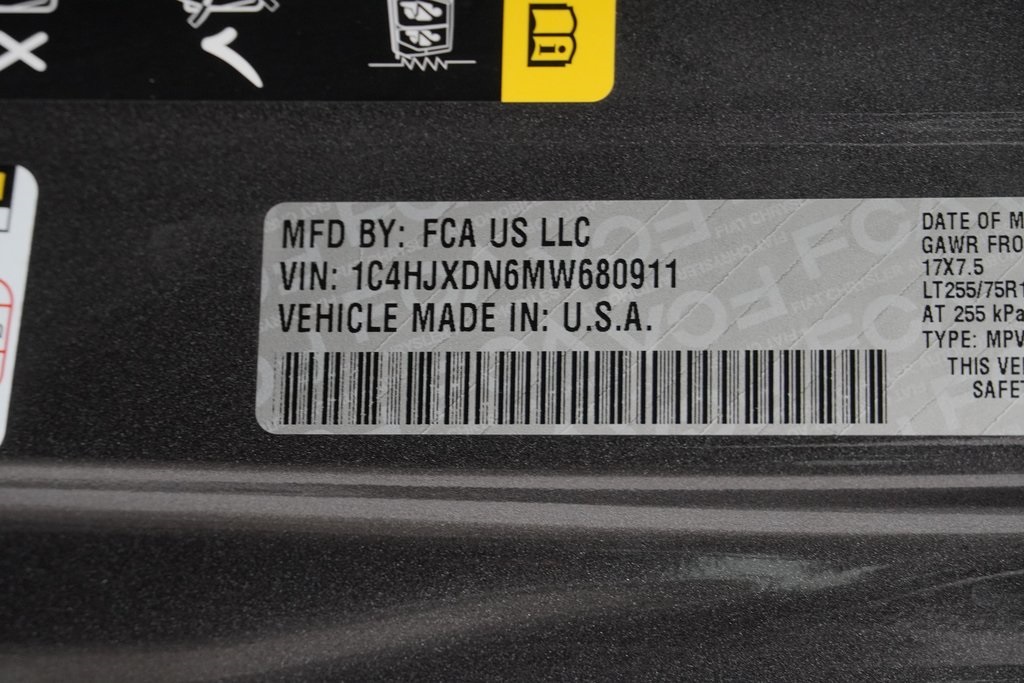 MFD BY: FCA US LLC
VIN: 1C4HJXDN6MW680911
VEHICLE MADE IN: U.S.A.
DATE OF M
GAWR FRO
17X7.5
LT255/75R1
AT 255 kPa
TYPE: MPV
THIS VE
SAFET